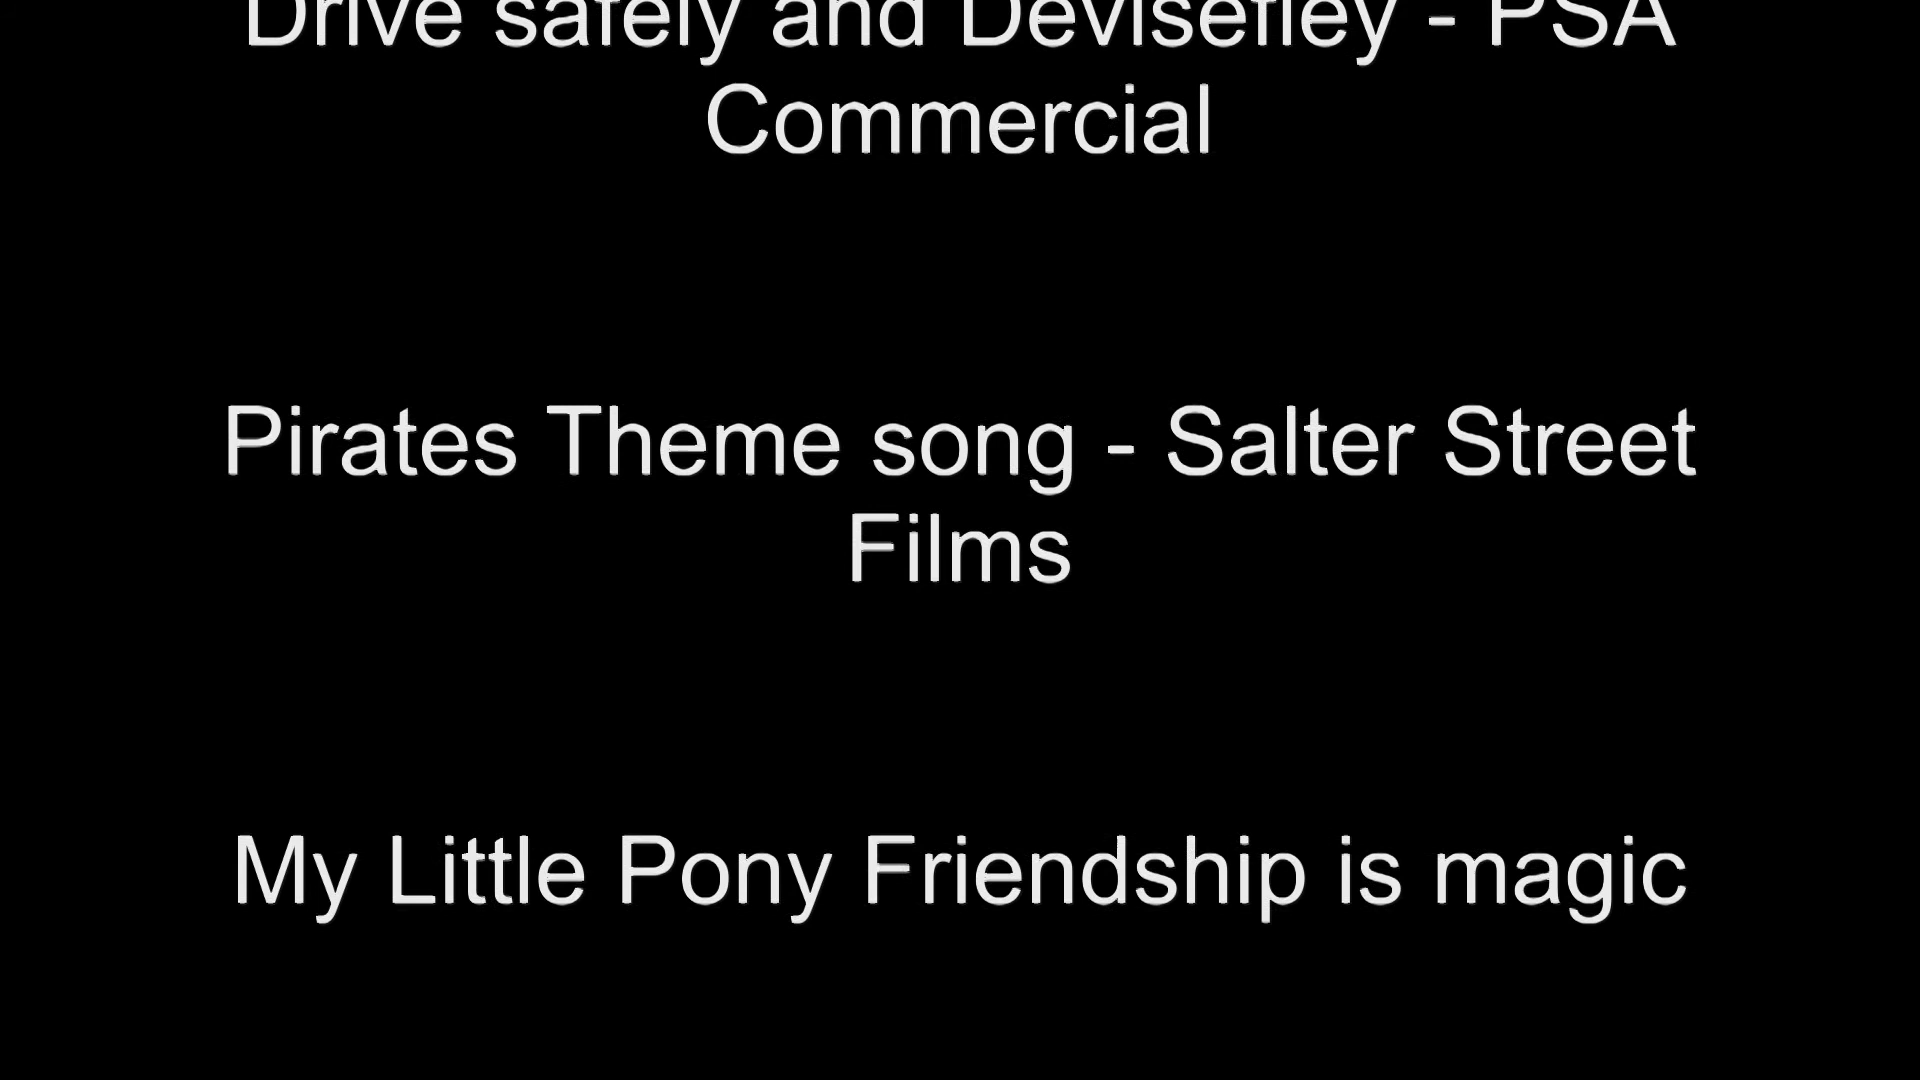 Drive safely and Devisefley - PSA
Commercial
Pirates Theme song - Salter Street
Films
My Little Pony Friendship is magic